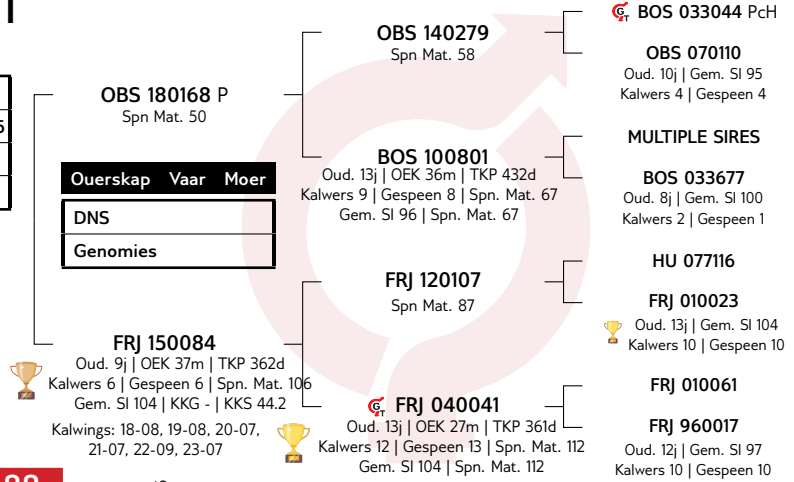 OBS 180168 P
Spn Mat. 50
Ouerskap Vaar Moer
DNS
Genomies
FRJ 150084
Oud. 9j | OEK 37m | TKP 362d
Kalwers 6 | Gespeen 6 | Spn. Mat. 106
Gem. SI 104 | KKG - | KKS 44.2
Kalwings: 18-08, 19-08, 20-07,
21-07, 22-09, 23-07
OBS 140279
Spn Mat. 58
BOS 100801
Oud. 13j | OEK 36m | TKP 432d
Kalwers 9 | Gespeen 8 | Spn. Mat. 67
Gem. SI 96 | Spn. Mat. 67
FRJ 120107
Spn Mat. 87
GT FRJ 040041
Oud. 13j | OEK 27m | TKP 361d
Kalwers 12 | Gespeen 13 | Spn. Mat. 112
Gem. SI 104 | Spn. Mat. 112
GT BOS 033044 PcH
OBS 070110
Oud. 10j | Gem. SI 95
Kalwers 4 | Gespeen 4
MULTIPLE SIRES
BOS 033677
Oud. 8j | Gem. SI 100
Kalwers 2 | Gespeen 1
HU 077116
FRJ 010023
Oud. 13j | Gem. SI 104
Kalwers 10 | Gespeen 10
FRJ 010061
FRJ 960017
Oud. 12j | Gem. SI 97
Kalwers 10 | Gespeen 10